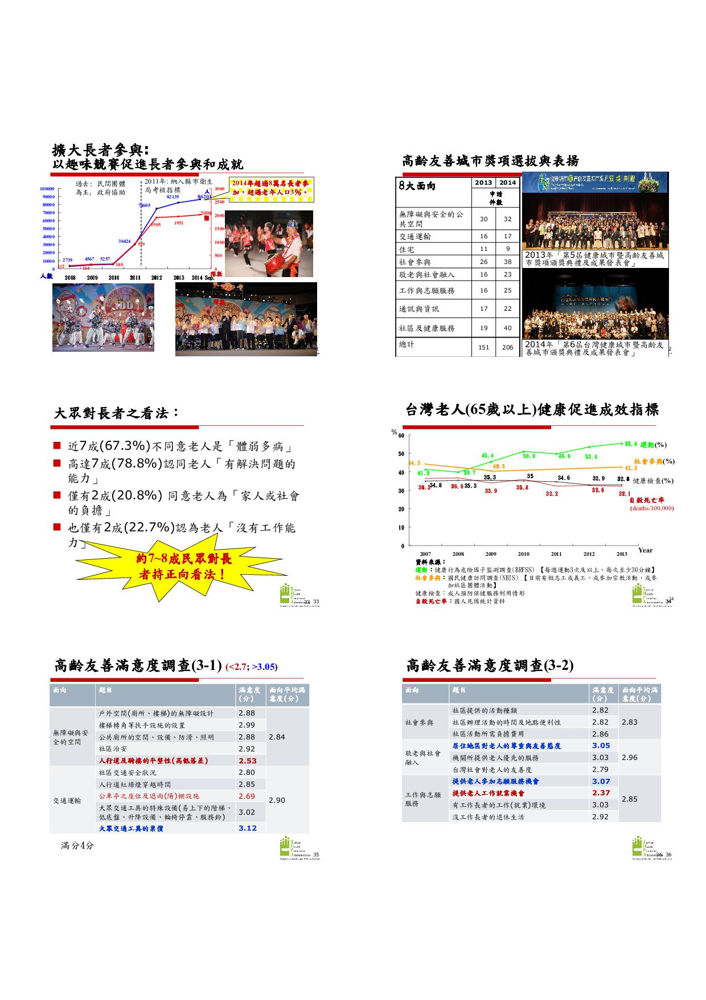 擴大長者參與:
以趣味競賽促進長者參與和成就
過去: 民間團體
為主, 政府協助
2011年: 納入縣市衛生
局考核指標
2014年超過8萬名長者參
加，超過老年人口3%。
100000
90000
80000
70000
60000
50000
40000
30000
20000
10000
0
人數
3000
2500
2000
1500
1000
500
0
隊數
人
隊
2739
4567
5257
30424
74605
82139
86201
112
164
180
929
1905
1951
2008
2008 2009 2010 2011 2012 2013 2014 Sep.
高齡友善城市獎項選拔與表揚
8大面向 2013 2014
申請
件數
無障礙與安全的公
共空間 30 32
交通運輸 16 17
住宅 11 9
社會參與 26 38
敬老與社會融入 16 23
工作與志願服務 16 25
通訊與資訊 17 22
社區及健康服務 19 40
總計 151 206
2013年「第5屆健康城市暨高齡友善城
市獎項頒獎典禮及成果發表會」
2014年「第6屆台灣健康城市暨高齡友
善城市頒獎典禮及成果發表會」
大眾對長者之看法：
近7成(67.3%)不同意老人是「體弱多病」
高達7成(78.8%)認同老人「有解決問題的
能力」
僅有2成(20.8%) 同意老人為「家人或社會
的負擔」
也僅有2成(22.7%)認為老人「沒有工作能
力」
約7~8成民眾對長
者持正向看法！
Taiwan
Health
Promotion
Administration
Ministry of Health and Welfare, Taiwan
33 33
台灣老人(65歲以上)健康促進成效指標
%
60
50
40
30
20
10
0
41.2 39.7 45.4 50.9 49.6 53.4 55.4 運動(%)
44.3 40.5 42.3 社會參與(%)
34.8 35.3 35.3 35 34.6 32.9 32.8 健康檢查(%)
36.3 36.6 33.9 35.8 32.2 32.6 32.1 自殺死亡率
(deaths/100,000)
2007 2008 2009 2010 2011 2012 2013 Year
資料來源：
運動：健康行為危險因子監測調查(BRFSS) 【每週運動3次及以上，每次至少30分鐘】
社會參與：國民健康訪問調查(NHIS) 【目前有做志工或義工，或參加宗教活動，或參
加社區團體活動】
健康檢查：成人預防保健服務利用情形
自殺死亡率：國人死因統計資料
Taiwan
Health
Promotion
Administration
Ministry of Health and Welfare, Taiwan
34 34
高齡友善滿意度調查(3-1) (<2.7; >3.05)
面向 題目 滿意度
(分) 面向平均滿
意度(分)
無障礙與安
全的空間 2.84
戶外空間(廁所、樓梯)的無障礙設計 2.88
樓梯轉角等扶手設施的設置 2.99
公共廁所的空間、設備、防滑、照明 2.88
社區治安 2.92
人行道及騎樓的平整性(高低落差) 2.53
交通運輸 2.90
社區交通安全狀況 2.80
人行道紅綠燈穿越時間 2.85
公車亭之座位及遮雨(陽)棚設施 2.69
大眾交通工具的特殊設備(易上下的階梯、
低底盤、升降設備、輪椅停靠、服務鈴) 3.02
大眾交通工具的票價 3.12
滿分4分
Taiwan
Health
Promotion
Administration
Ministry of Health and Welfare, Taiwan
35
高齡友善滿意度調查(3-2)
面向 題目 滿意度
(分) 面向平均滿
意度(分)
社會參與 2.83
社區提供的活動種類 2.82
社區辦理活動的時間及地點便利性 2.82
社區活動所需負擔費用 2.86
敬老與社會
融入 2.96
居住地區對老人的尊重與友善態度 3.05
機關所提供老人優先的服務 3.03
台灣社會對老人的友善度 2.79
工作與志願
服務 2.85
提供老人參加志願服務機會 3.07
提供老人工作就業機會 2.37
有工作長者的工作(就業)環境 3.03
沒工作長者的退休生活 2.92
Taiwan
Health
Promotion
Administration
Ministry of Health and Welfare, Taiwan
36 36